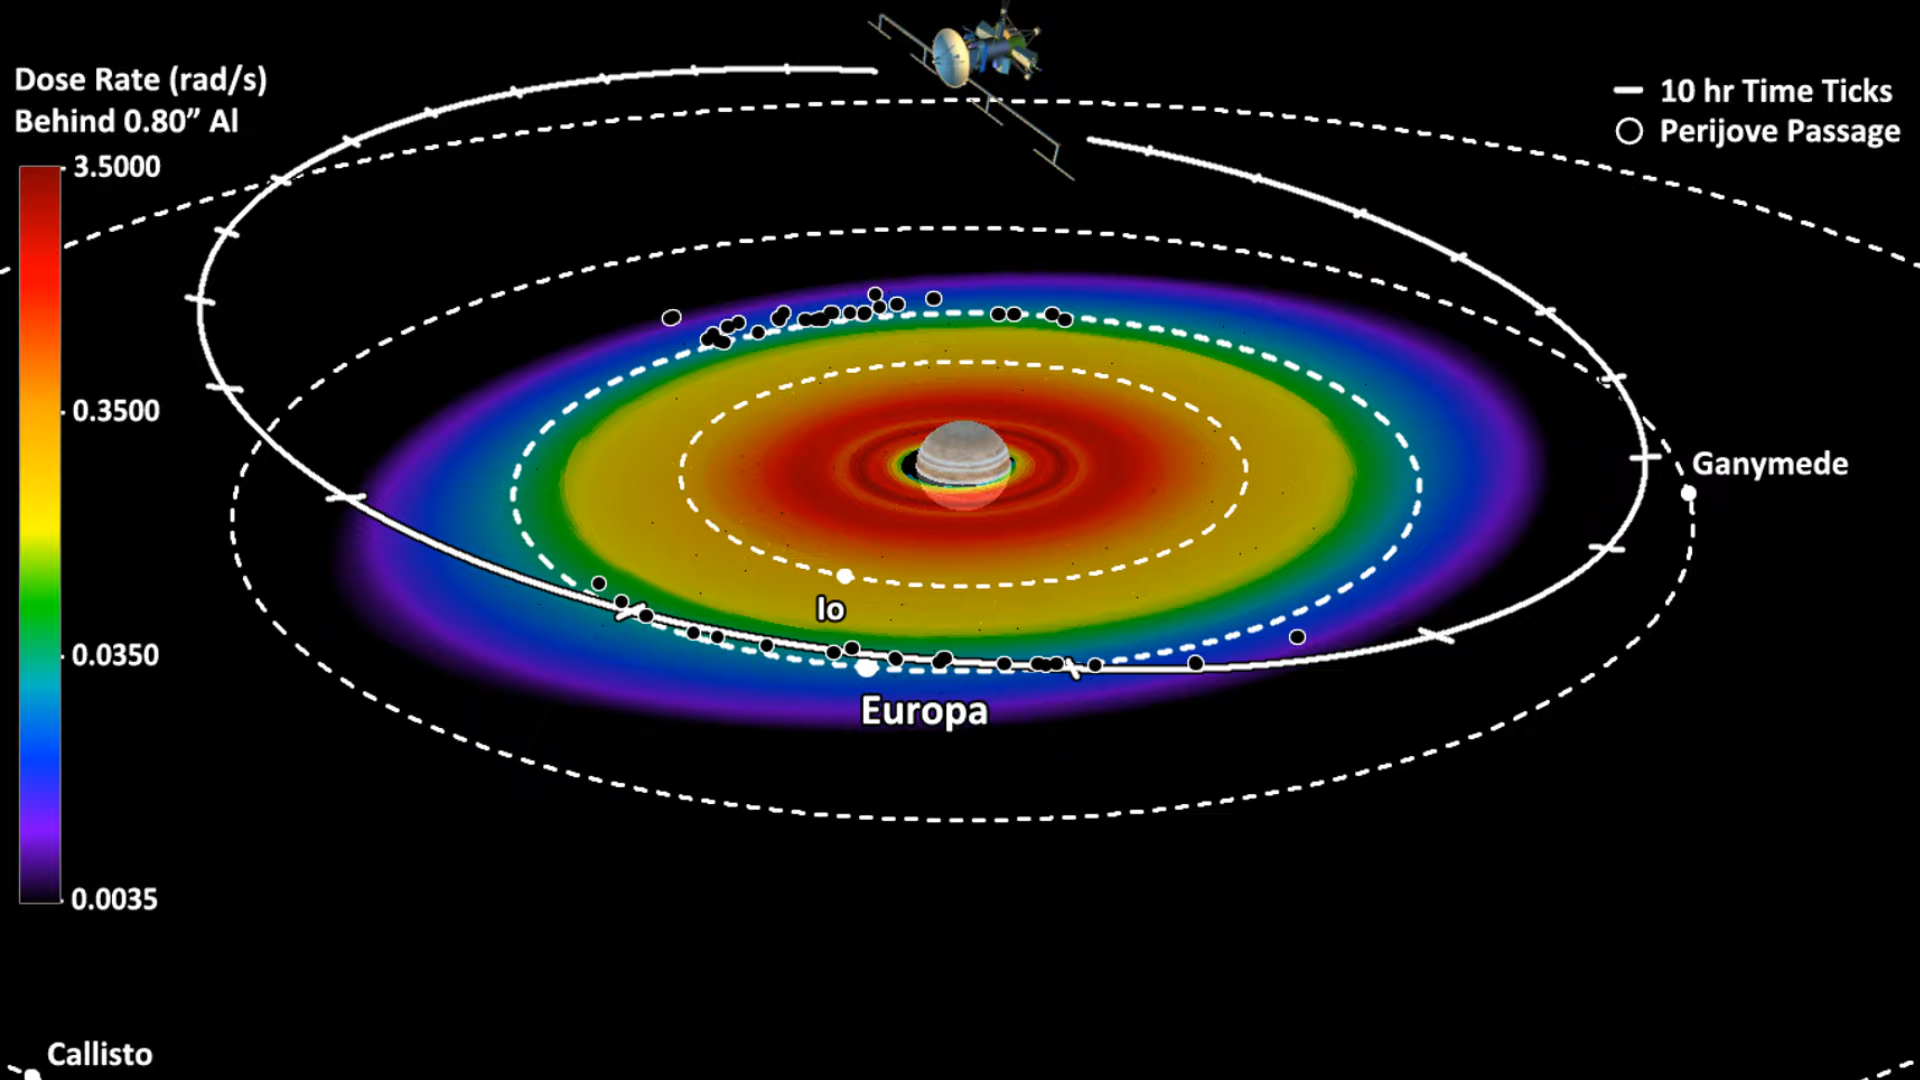 Dose Rate (rad/s)
Behind 0.80” Al
3.5000
0.3500
0.0350
0.0035
10 hr Time Ticks
Perijove Passage
Ganymede
Io
Europa
Callisto